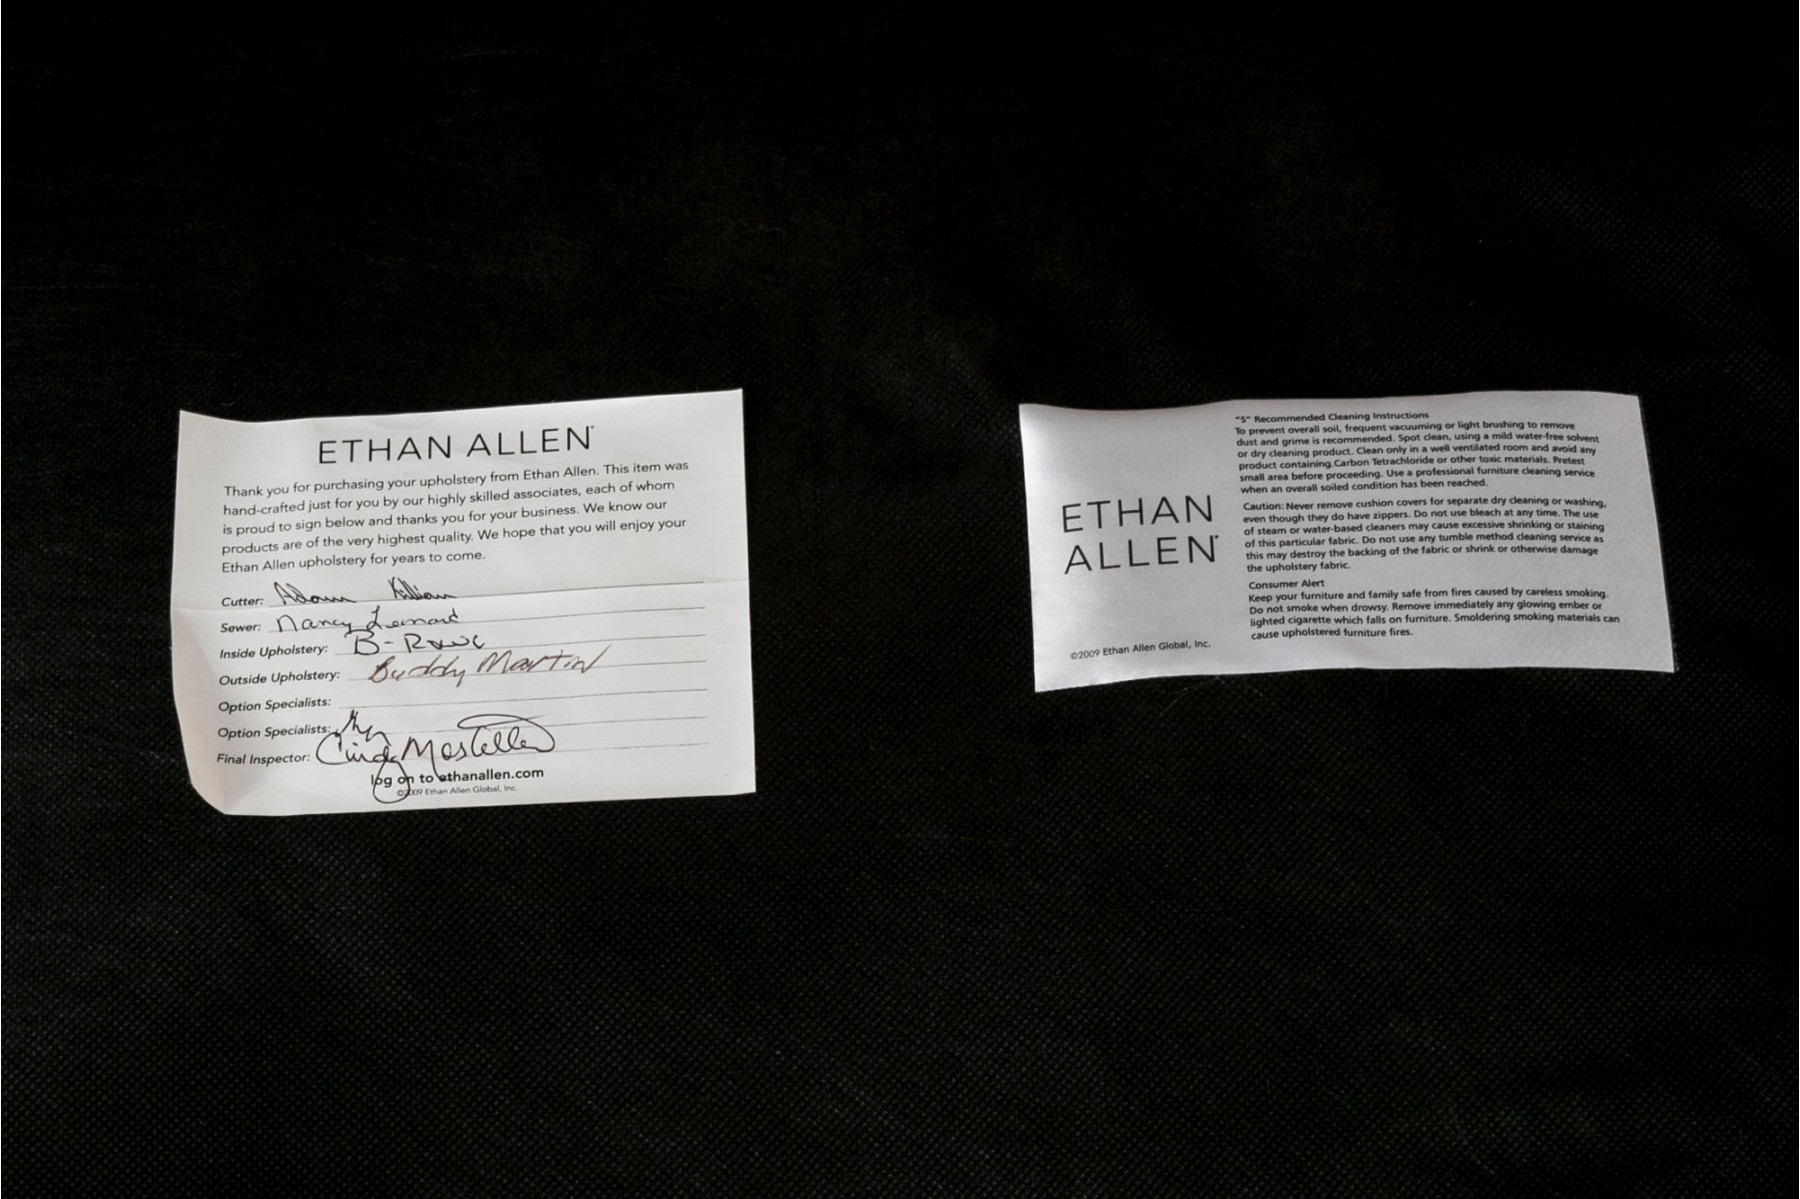 ETHAN ALLEN
Thank you for purchasing your upholstery from Ethan Allen. This item was
hand-crafted just for you by our highly skilled associates, each of whom
is proud to sign below and thanks you for your business. We know our
products are of the very highest quality. We hope that you will enjoy your
Ethan Allen upholstery for years to come.
Cutter: Adam Killian
Sewer: Nancy Leonard
Inside Upholstery: B-Rowe
Outside Upholstery: Buddy Martin
Option Specialists:
Option Specialists:
Final Inspector: Cindy Mosteller
log on to ethanallen.com
©2009 Ethan Allen Global, Inc.
ETHAN
ALLEN
©2009 Ethan Allen Global, Inc.
"S" Recommended Cleaning Instructions
To prevent overall soil, frequent vacuuming or light brushing to remove
dust and grime is recommended. Spot clean, using a mild water-free solvent
or dry cleaning product. Clean only in a well ventilated room and avoid any
product containing Carbon Tetrachloride or other toxic materials. Pretest
small area before proceeding. Use a professional furniture cleaning service
when an overall soiled condition has been reached.
Caution: Never remove cushion covers for separate dry cleaning or washing,
even though they do have zippers. Do not use bleach at any time. The use
of steam or water-based cleaners may cause excessive shrinking or staining
of this particular fabric. Do not use any tumble method cleaning service as
this may destroy the backing of the fabric or shrink or otherwise damage
the upholstery fabric.
Consumer Alert
Keep your furniture and family safe from fires caused by careless smoking.
Do not smoke when drowsy. Remove immediately any glowing ember or
lighted cigarette which falls on furniture. Smoldering smoking materials can
cause upholstered furniture fires.